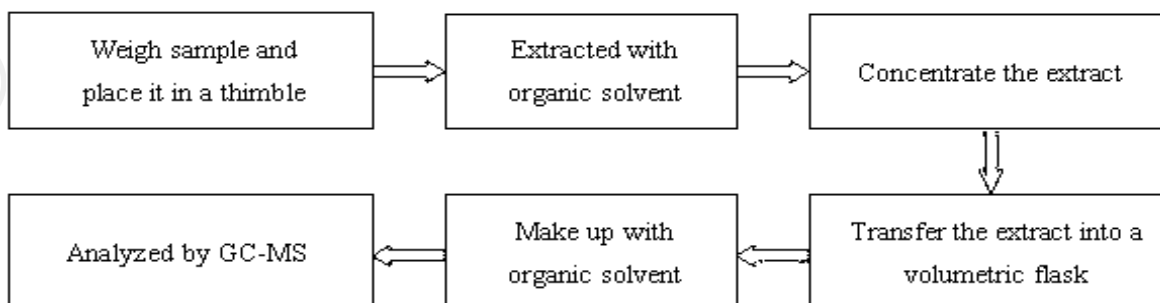 Weigh sample and
place it in a thimble
Extracted with
organic solvent
Concentrate the extract
Transfer the extract into a
volumetric flask
Make up with
organic solvent
Analyzed by GC-MS